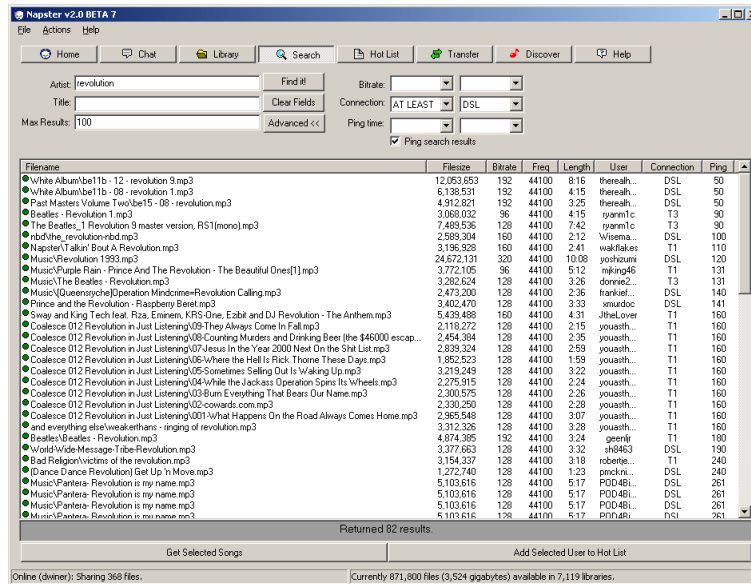 Napster v2.0 BETA 7
File Actions Help
Home Chat Library Search Hot List Transfer Discover Help
Artist: revolution Find it! Bitrate:
Title: Clear Fields Connection: AT LEAST DSL
Max Results: 100 Advanced << Ping time:
Ping search results
Filename Filesize Bitrate Freq Length User Connection Ping
White Album\be11b - 12 - revolution 9.mp3 12,053,653 192 44100 8:16 therealh... DSL 50
White Album\be11b - 08 - revolution 1.mp3 6,138,531 192 44100 4:15 therealh... DSL 50
Past Masters Volume Two\be15 - 08 - revolution.mp3 4,912,821 192 44100 3:25 therealh... DSL 50
Beatles - Revolution 1.mp3 3,068,032 96 44100 4:15 ryanm1c T3 90
The Beatles_1 Revolution 9 master version, RS1(mono).mp3 7,489,536 128 44100 7:42 ryanm1c T3 90
nbd\the_revolution-nbd.mp3 2,589,304 160 44100 2:12 Wisema... DSL 100
Napster\Talkin' Bout A Revolution.mp3 3,196,928 160 44100 2:41 wakflakes T1 110
Music\Revolution 1993.mp3 24,672,131 320 44100 10:08 yoshizumi DSL 120
Music\Purple Rain - Prince And The Revolution - The Beautiful Ones[1].mp3 3,772,105 96 44100 5:12 mjking46 T1 131
Music\The Beatles - Revolution.mp3 3,282,624 128 44100 3:26 donnie2... T3 131
Music\[Queensryche]Operation Mindcrime=Revolution Calling.mp3 2,473,200 128 44100 2:36 frankief... DSL 140
Prince and the Revolution - Raspberry Beret.mp3 3,402,470 128 44100 3:33 xmurdoc DSL 141
Sway and King Tech feat. Rza, Eminem, KRS-One, Ezibit and DJ Revolution - The Anthem.mp3 5,439,488 160 44100 4:31 JtheLover T1 160
Coalesce 012 Revolution in Just Listening\09-They Always Come In Fall.mp3 2,118,272 128 44100 2:15 youasth... T1 160
Coalesce 012 Revolution in Just Listening\08-Counting Murders and Drinking Beer (the $46000 escap... 2,454,384 128 44100 2:35 youasth... T1 160
Coalesce 012 Revolution in Just Listening\07-Jesus In the Year 2000 Next On the Shit List.mp3 2,839,324 128 44100 2:59 youasth... T1 160
Coalesce 012 Revolution in Just Listening\06-Where the Hell Is Rick Thorne These Days.mp3 1,852,523 128 44100 1:59 youasth... T1 160
Coalesce 012 Revolution in Just Listening\05-Sometimes Selling Out Is Waking Up.mp3 3,219,249 128 44100 3:22 youasth... T1 160
Coalesce 012 Revolution in Just Listening\04-While the Jackass Operation Spins Its Wheels.mp3 2,275,915 128 44100 2:24 youasth... T1 160
Coalesce 012 Revolution in Just Listening\03-Burn Everything That Bears Our Name.mp3 2,300,575 128 44100 2:26 youasth... T1 160
Coalesce 012 Revolution in Just Listening\02-cowards.com.mp3 2,330,250 128 44100 2:28 youasth... T1 160
Coalesce 012 Revolution in Just Listening\001-What Happens On the Road Always Comes Home.mp3 2,965,548 128 44100 3:07 youasth... T1 160
and everything else\weakerthans - ringing of revolution.mp3 3,312,326 128 44100 3:28 youasth... T1 160
Beatles\Beatles - Revolution.mp3 4,874,385 192 44100 3:24 geenljr T1 180
World-Wide-Message-Tribe-Revolution.mp3 3,377,663 128 44100 3:32 sh8463 DSL 190
Bad Religion\victims of the revolution.mp3 3,154,337 128 44100 3:18 robertje... T1 240
(Dance Dance Revolution) Get Up 'n Move.mp3 1,272,740 128 44100 1:23 pmckni... DSL 240
Music\Pantera- Revolution is my name.mp3 5,103,616 128 44100 5:17 POD4Bi... DSL 261
Music\Pantera- Revolution is my name.mp3 5,103,616 128 44100 5:17 POD4Bi... DSL 261
Music\Pantera- Revolution is my name.mp3 5,103,616 128 44100 5:17 POD4Bi... DSL 261
Returned 82 results.
Get Selected Songs Add Selected User to Hot List
Online (dwiner): Sharing 368 files. Currently 871,800 files (3,524 gigabytes) available in 7,119 libraries.